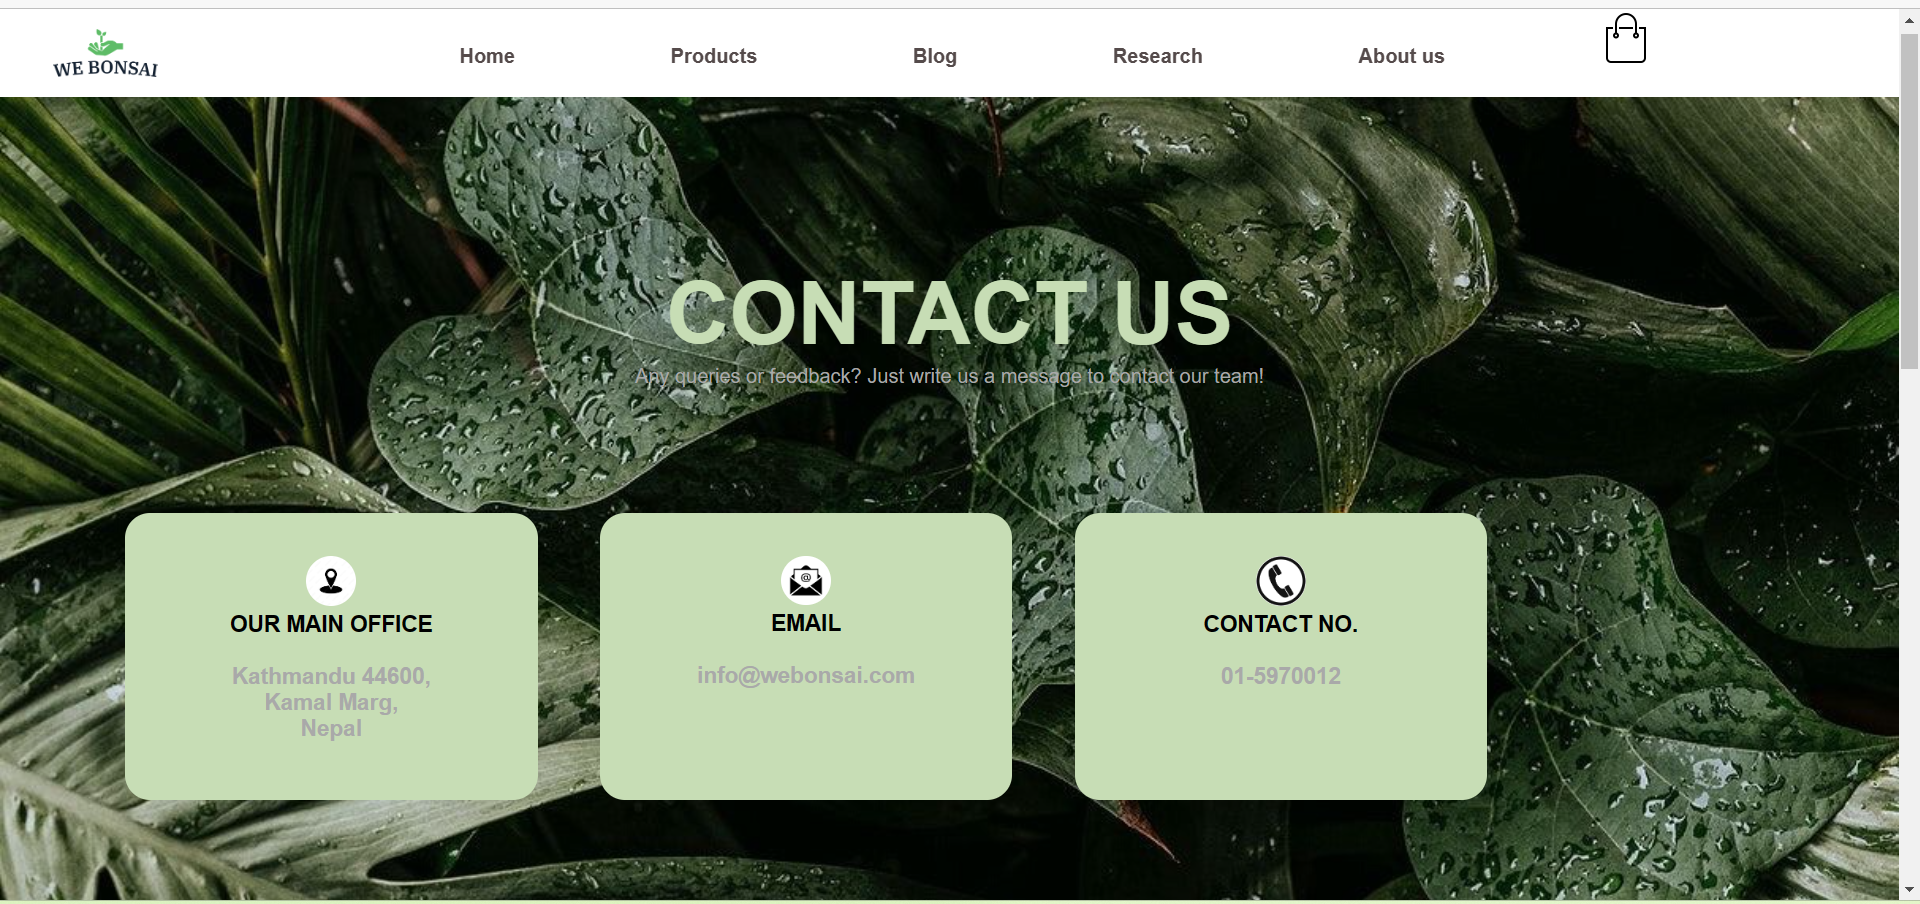 WE BONSAI
Home
Products
Blog
Research
About us
CONTACT US
Any queries or feedback? Just write us a message to contact our team!
OUR MAIN OFFICE
Kathmandu 44600,
Kamal Marg,
Nepal
@
EMAIL
info@webonsai.com
CONTACT NO.
01-5970012